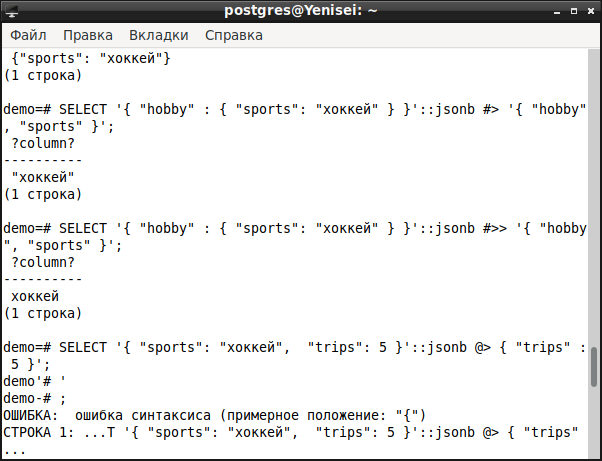 postgres@Yenisei: ~
Файл Правка Вкладки Справка
{"sports": "хоккей"}
(1 строка)
demo=# SELECT '{ "hobby" : { "sports": "хоккей" } }'::jsonb #> '{ "hobby"
, "sports" }';
?column?
----------
"хоккей"
(1 строка)
demo=# SELECT '{ "hobby" : { "sports": "хоккей" } }'::jsonb #>> '{ "hobby
", "sports" }';
?column?
----------
хоккей
(1 строка)
demo=# SELECT '{ "sports": "хоккей",  "trips": 5 }'::jsonb @> { "trips" :
5 }';
demo'# '
demo-# ;
ОШИБКА:  ошибка синтаксиса (примерное положение: "{")
СТРОКА 1: ...T '{ "sports": "хоккей",  "trips": 5 }'::jsonb @> { "trips"
...